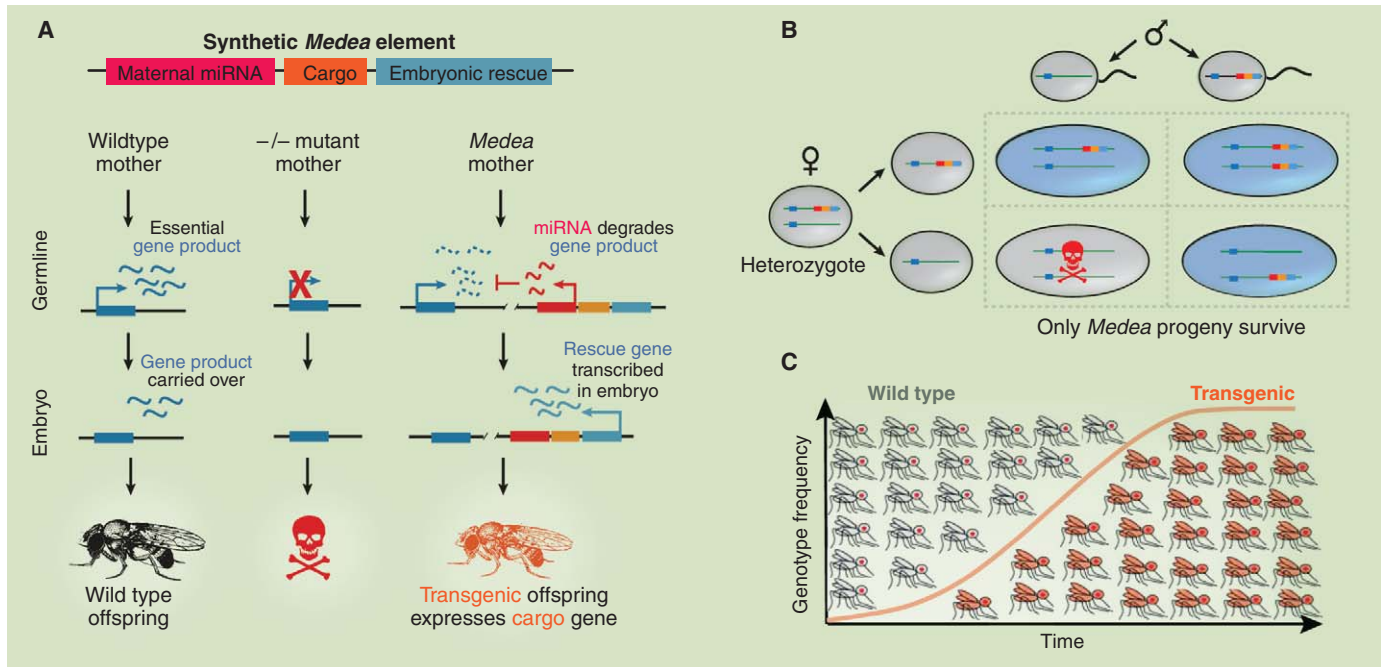 A
Synthetic Medea element
Maternal miRNA
Cargo
Embryonic rescue
Wildtype
mother
–/– mutant
mother
Medea
mother
Germline
Essential
gene product
miRNA degrades
gene product
X
Embryo
Gene product
carried over
Rescue gene
transcribed
in embryo
Wild type
offspring
Transgenic offspring
expresses cargo gene
B
♂
♀
Heterozygote
Only Medea progeny survive
C
Wild type
Transgenic
Genotype frequency
Time